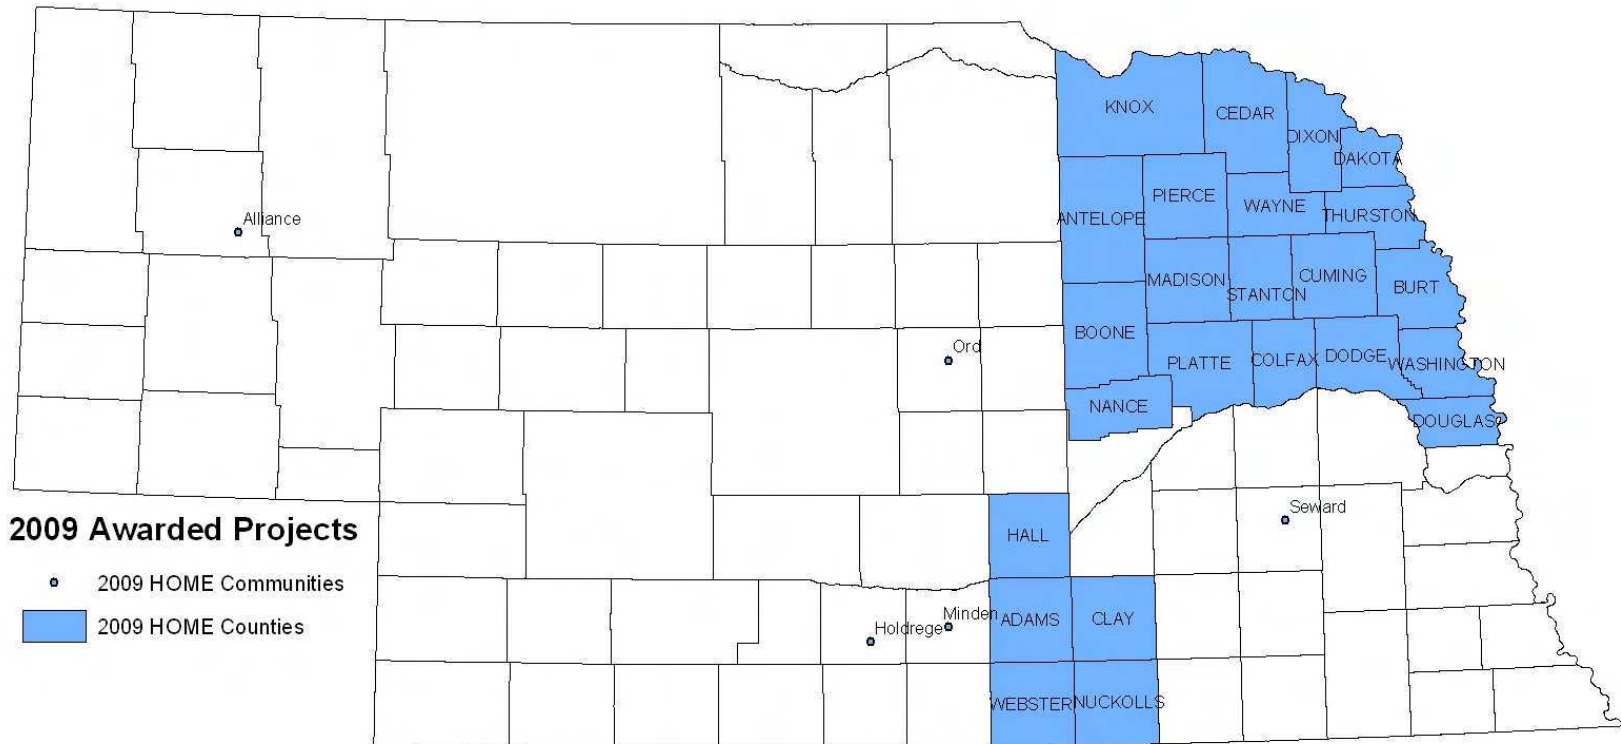 KNOX
CEDAR
DIXON
DAKOTA
PIERCE
WAYNE
ANTELOPE
THURSTON
Alliance
MADISON
STANTON
CUMING
BURT
BOONE
Ord
PLATTE
COLFAX
DODGE
WASHINGTON
NANCE
DOUGLAS
Seward
HALL
2009 Awarded Projects
2009 HOME Communities
2009 HOME Counties
Holdrege
Minden
ADAMS
CLAY
WEBSTER
NUCKOLLS